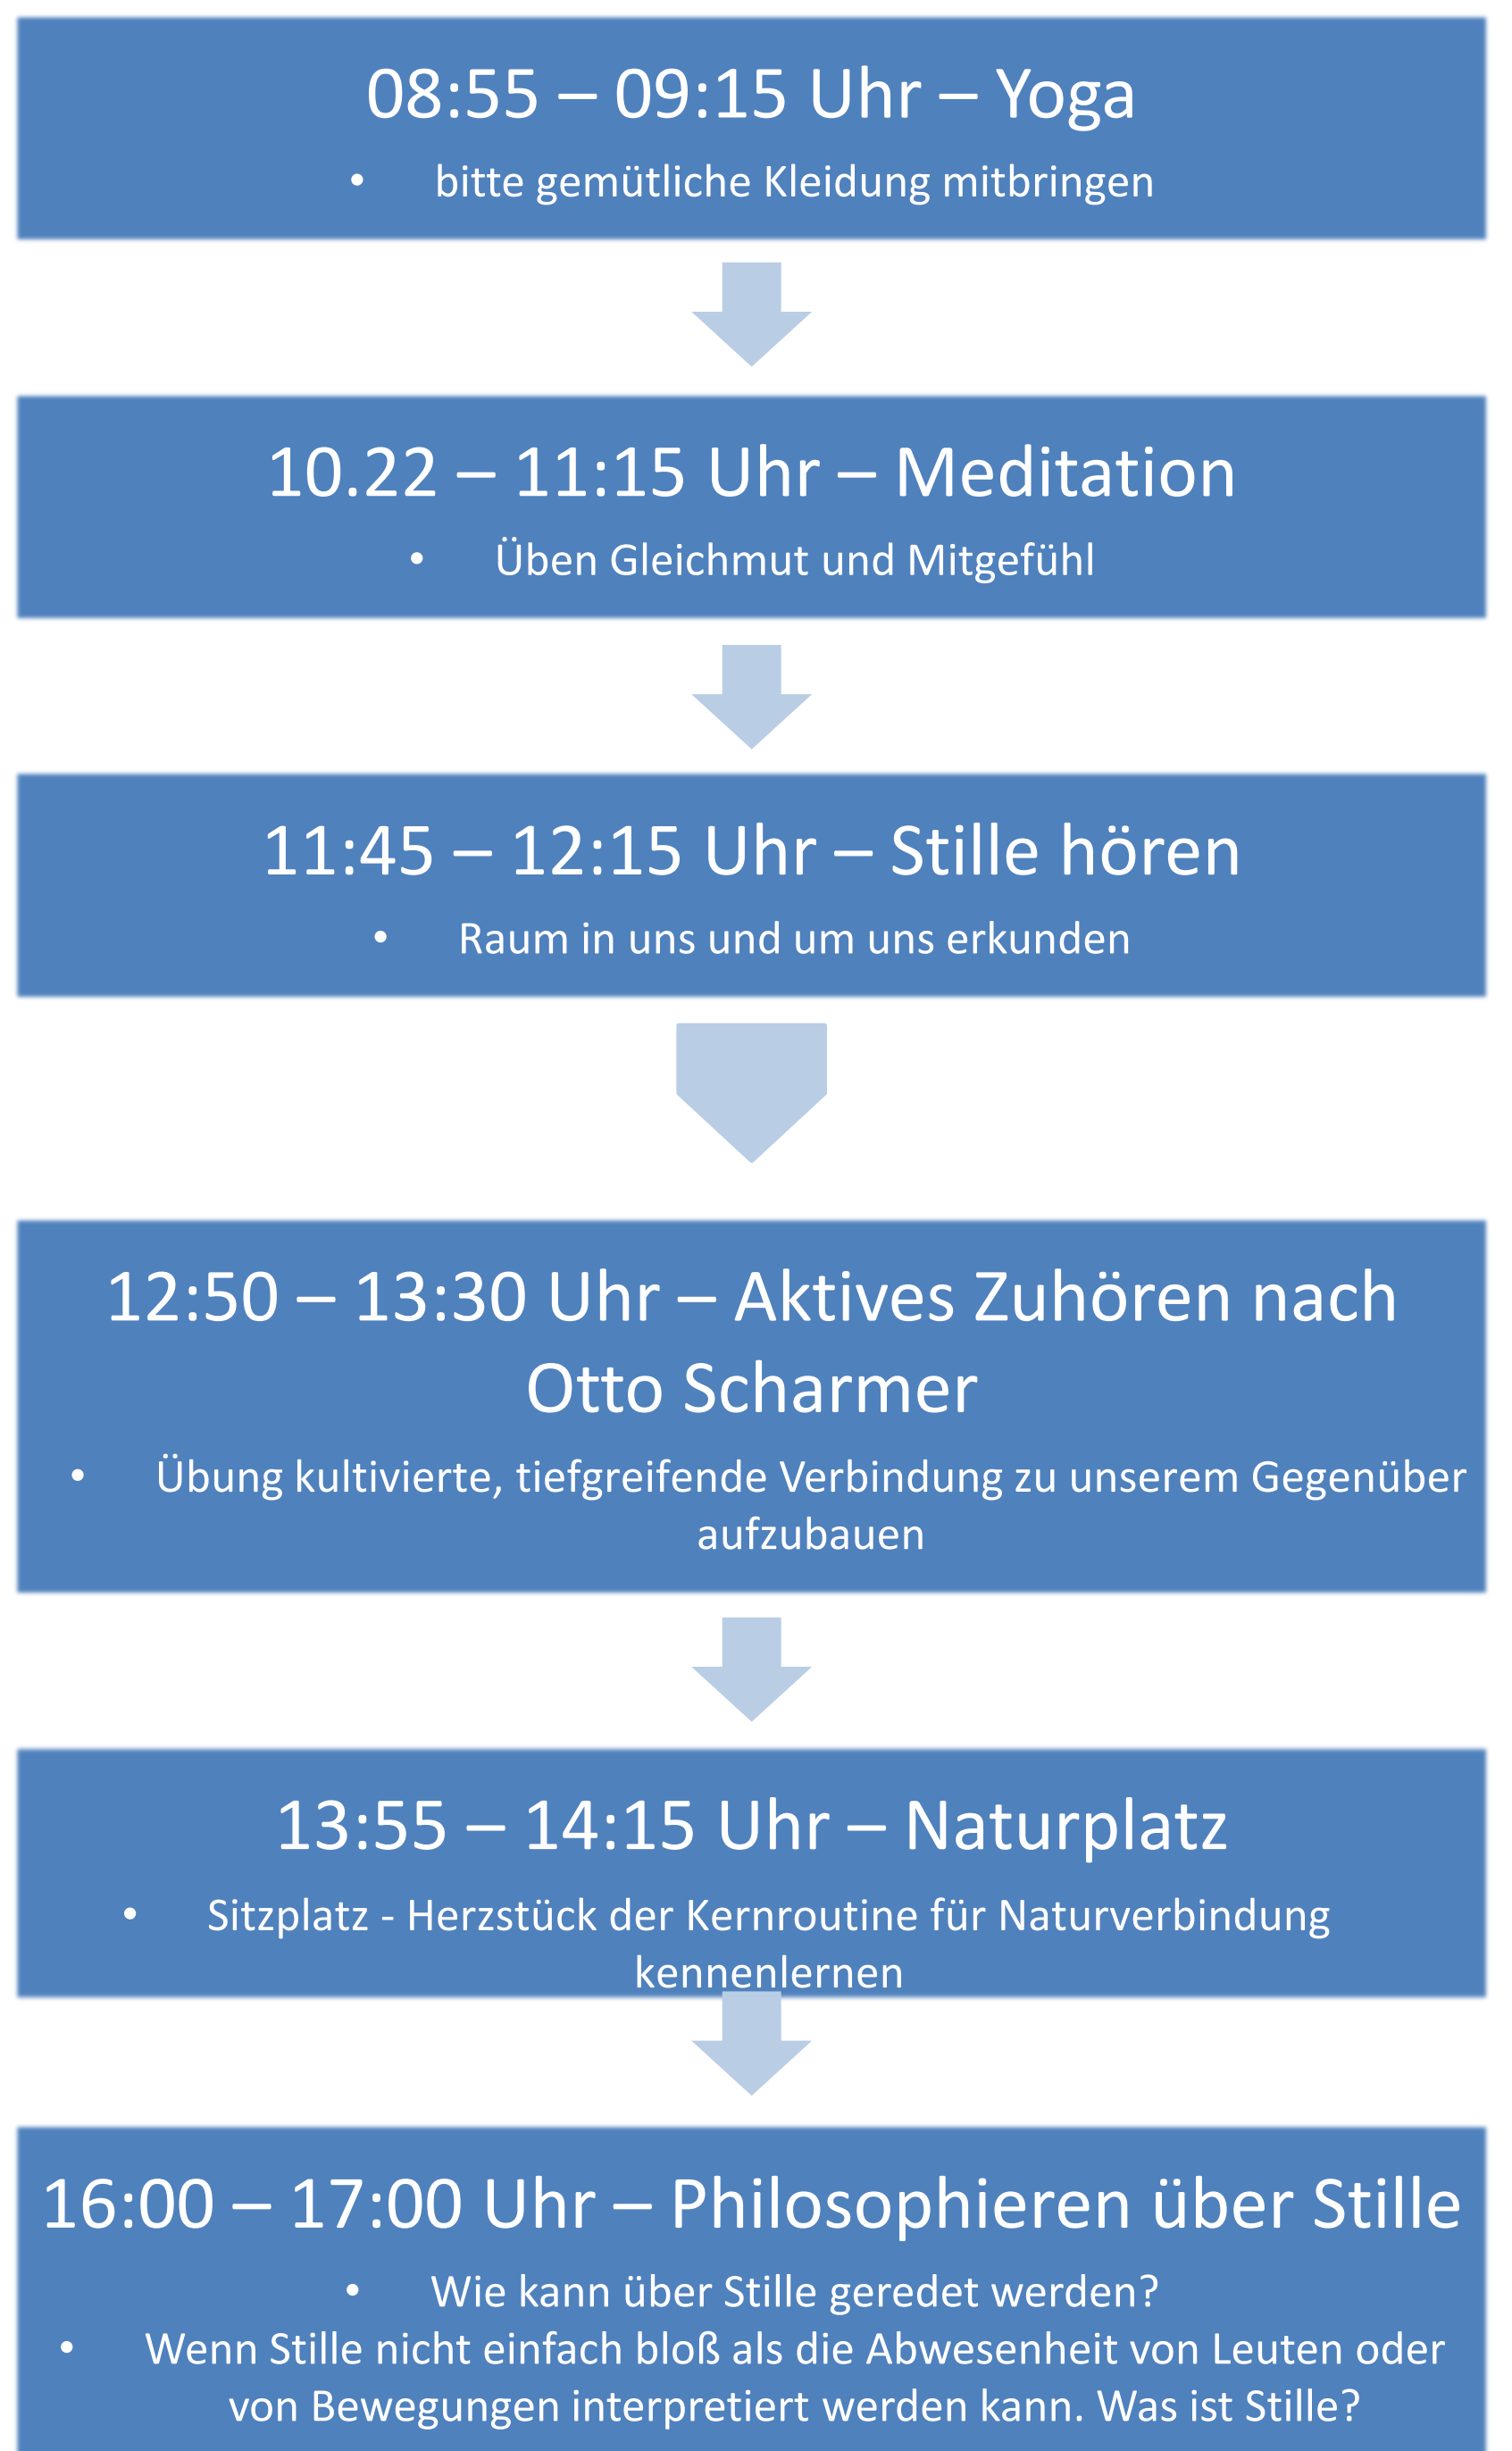 08:55 – 09:15 Uhr – Yoga
• bitte gemütliche Kleidung mitbringen
10.22 – 11:15 Uhr – Meditation
• Üben Gleichmut und Mitgefühl
11:45 – 12:15 Uhr – Stille hören
• Raum in uns und um uns erkunden
12:50 – 13:30 Uhr – Aktives Zuhören nach
Otto Scharmer
• Übung kultivierte, tiefgreifende Verbindung zu unserem Gegenüber
aufzubauen
13:55 – 14:15 Uhr – Naturplatz
• Sitzplatz - Herzstück der Kernroutine für Naturverbindung
kennenlernen
16:00 – 17:00 Uhr – Philosophieren über Stille
• Wie kann über Stille geredet werden?
• Wenn Stille nicht einfach bloß als die Abwesenheit von Leuten oder
von Bewegungen interpretiert werden kann. Was ist Stille?